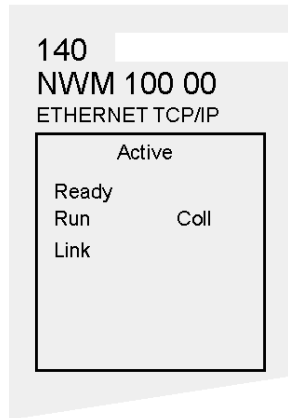 140
NWM 100 00
ETHERNET TCP/IP
Active
Ready
Run Coll
Link